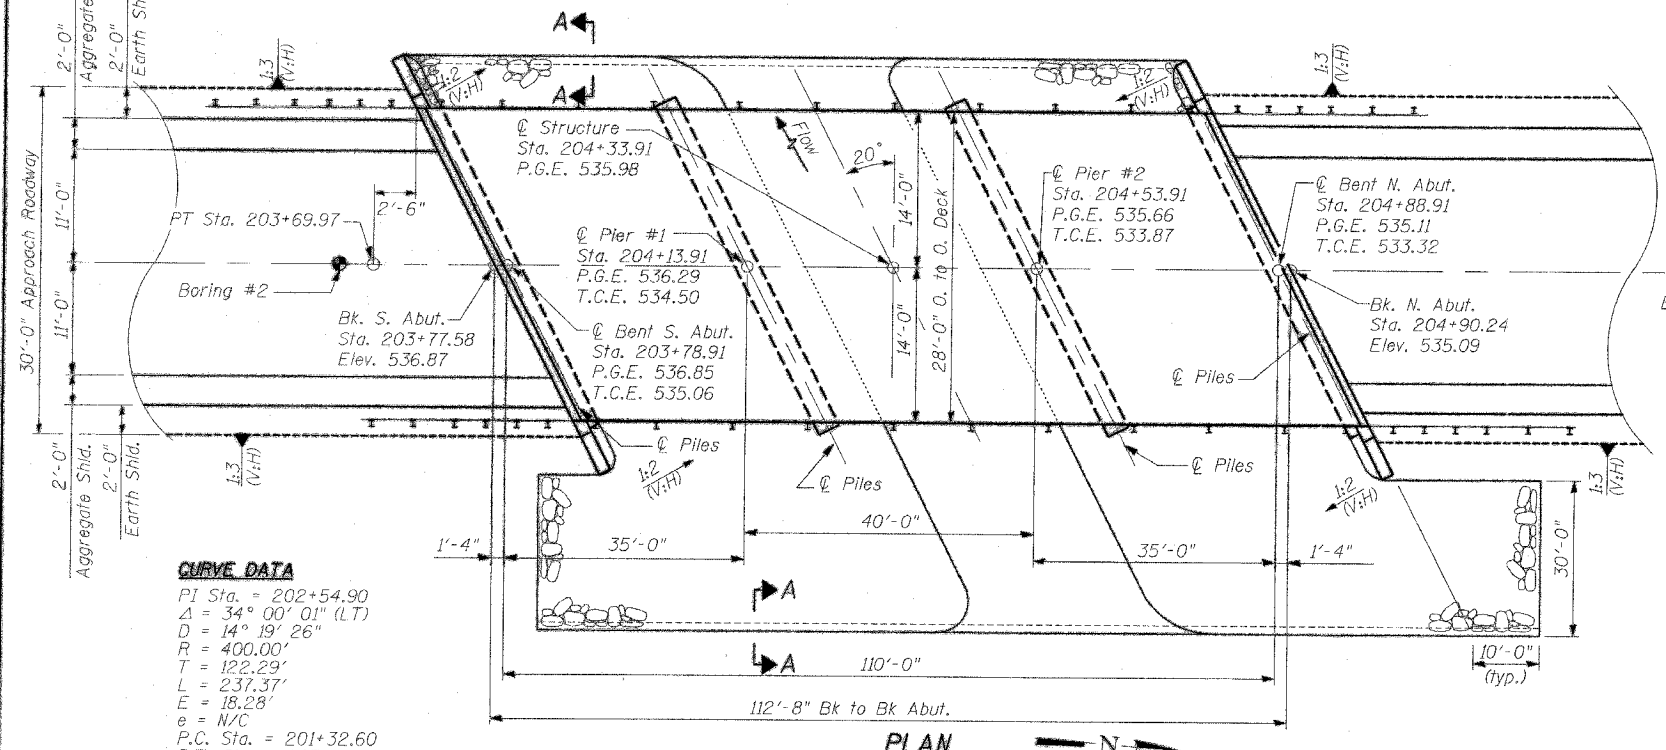 2'-0"
Aggregate
2'-0"
Earth Sh
1:3
(V:H)
A
A
1:2
(V:H)
1:2
(V:H)
1:3
(V:H)
℄ Structure
Sta. 204+33.91
P.G.E. 535.98
Flow
20°
14'-0"
14'-0"
28'-0" O. to O. Deck
℄ Pier #2
Sta. 204+53.91
P.G.E. 535.66
T.C.E. 533.87
℄ Bent N. Abut.
Sta. 204+88.91
P.G.E. 535.11
T.C.E. 533.32
30'-0" Approach Roadway
11'-0"
11'-0"
2'-6"
PT Sta. 203+69.97
Boring #2
℄ Pier #1
Sta. 204+13.91
P.G.E. 536.29
T.C.E. 534.50
Bk. S. Abut.
Sta. 203+77.58
Elev. 536.87
℄ Bent S. Abut.
Sta. 203+78.91
P.G.E. 536.85
T.C.E. 535.06
Bk. N. Abut.
Sta. 204+90.24
Elev. 535.09
℄ Piles
℄ Piles
℄ Piles
℄ Piles
2'-0"
Aggregate Shld.
2'-0"
Earth Shld.
1:3
(V:H)
1:2
(V:H)
1:2
(V:H)
1:3
(V:H)
1'-4"
35'-0"
40'-0"
35'-0"
1'-4"
30'-0"
A
A
10'-0"
(typ.)
110'-0"
112'-8" Bk to Bk Abut.
CURVE DATA
PI Sta. = 202+54.90
Δ = 34° 00' 01" (LT)
D = 14° 19' 26"
R = 400.00'
T = 122.29'
L = 237.37'
E = 18.28'
e = N/C
P.C. Sta. = 201+32.60
PLAN
N